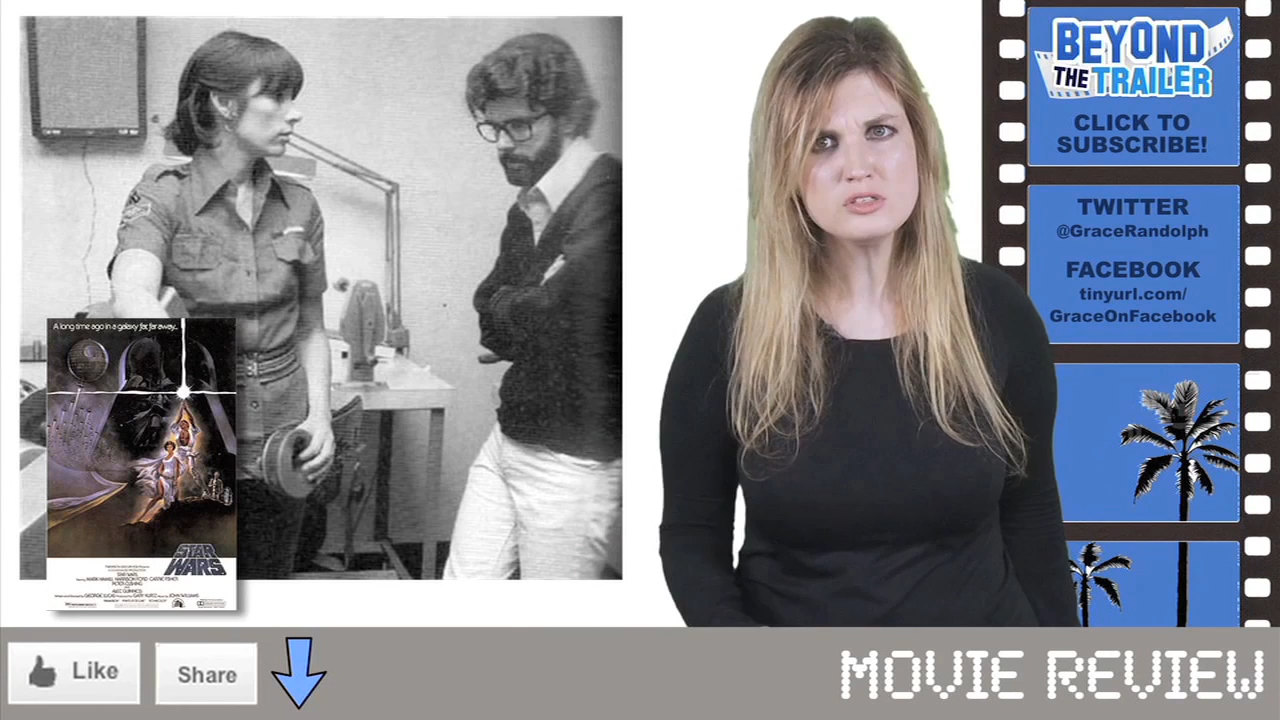 A long time ago in a galaxy far, far away...
STAR
WARS
BEYOND
THE TRAILER
CLICK TO
SUBSCRIBE!
TWITTER
@GraceRandolph
FACEBOOK
tinyurl.com/
GraceOnFacebook
Like
Share
MOVIE REVIEW